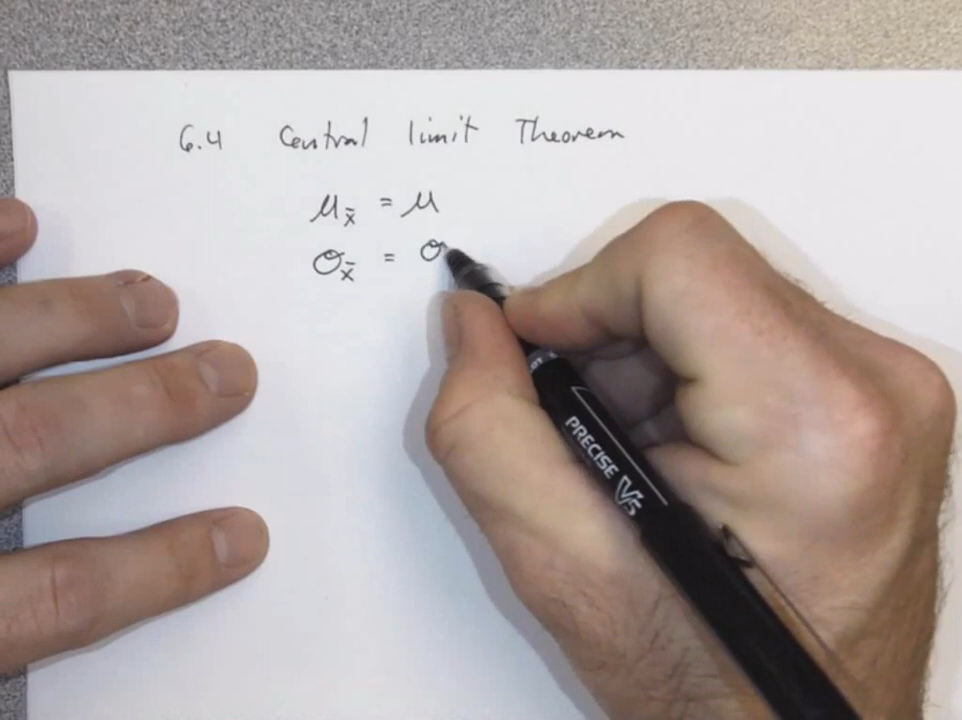 6.4 Central limit Theorem
μx̄ = μ
σx̄ = σ
PRECISE V5